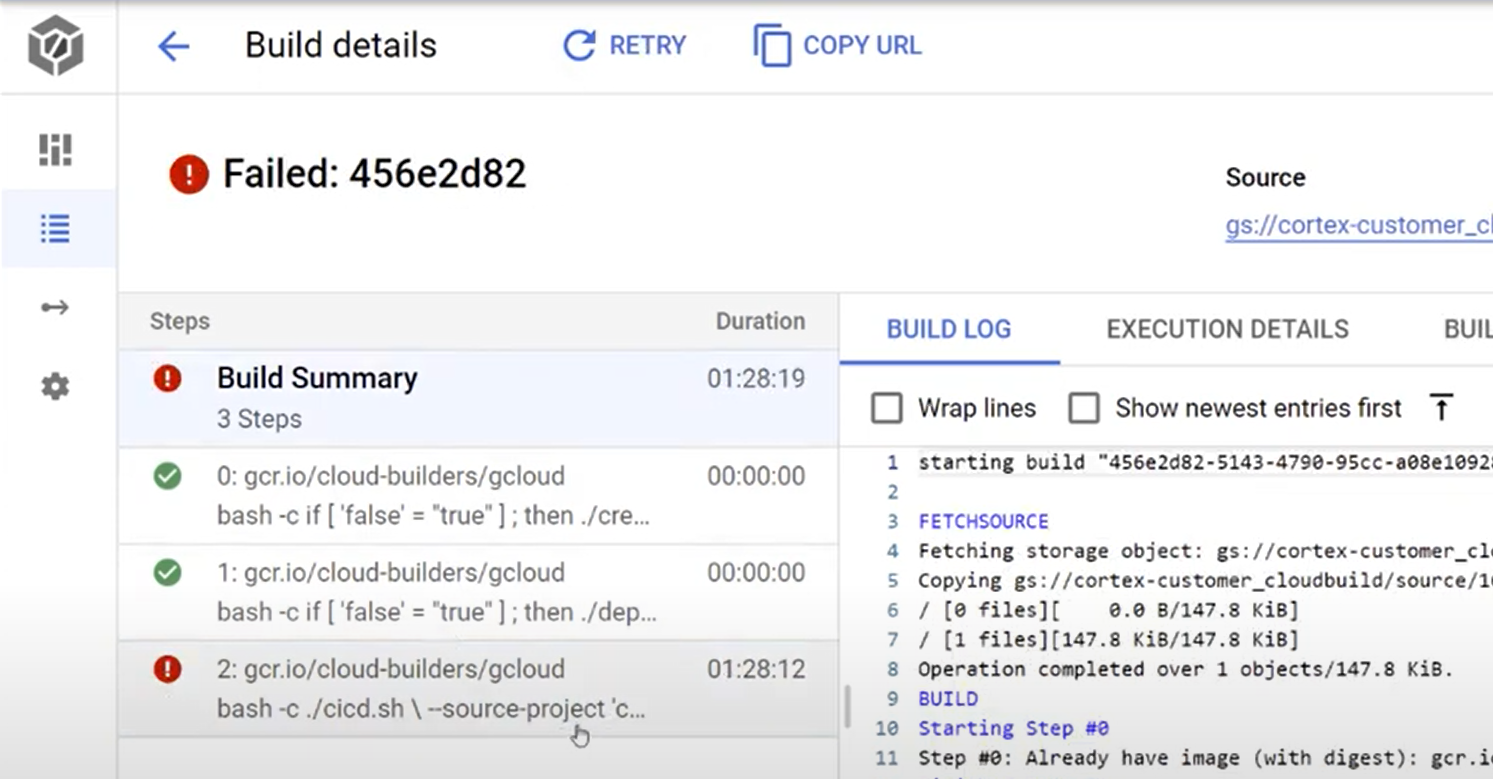 Build details
RETRY
COPY URL
Failed: 456e2d82
Source
gs://cortex-customer_cl
Steps
Duration
Build Summary
01:28:19
3 Steps
0: gcr.io/cloud-builders/gcloud
00:00:00
bash -c if [ 'false' = "true" ] ; then ./cre...
1: gcr.io/cloud-builders/gcloud
00:00:00
bash -c if [ 'false' = "true" ] ; then ./dep...
2: gcr.io/cloud-builders/gcloud
01:28:12
bash -c ./cicd.sh \ --source-project 'c...
BUILD LOG
EXECUTION DETAILS
BUIL
Wrap lines
Show newest entries first
1 starting build "456e2d82-5143-4790-95cc-a08e10928
2
3 FETCHSOURCE
4 Fetching storage object: gs://cortex-customer_clo
5 Copying gs://cortex-customer_cloudbuild/source/16
6 / [0 files][    0.0 B/147.8 KiB]
7 / [1 files][147.8 KiB/147.8 KiB]
8 Operation completed over 1 objects/147.8 KiB.
9 BUILD
10 Starting Step #0
11 Step #0: Already have image (with digest): gcr.io